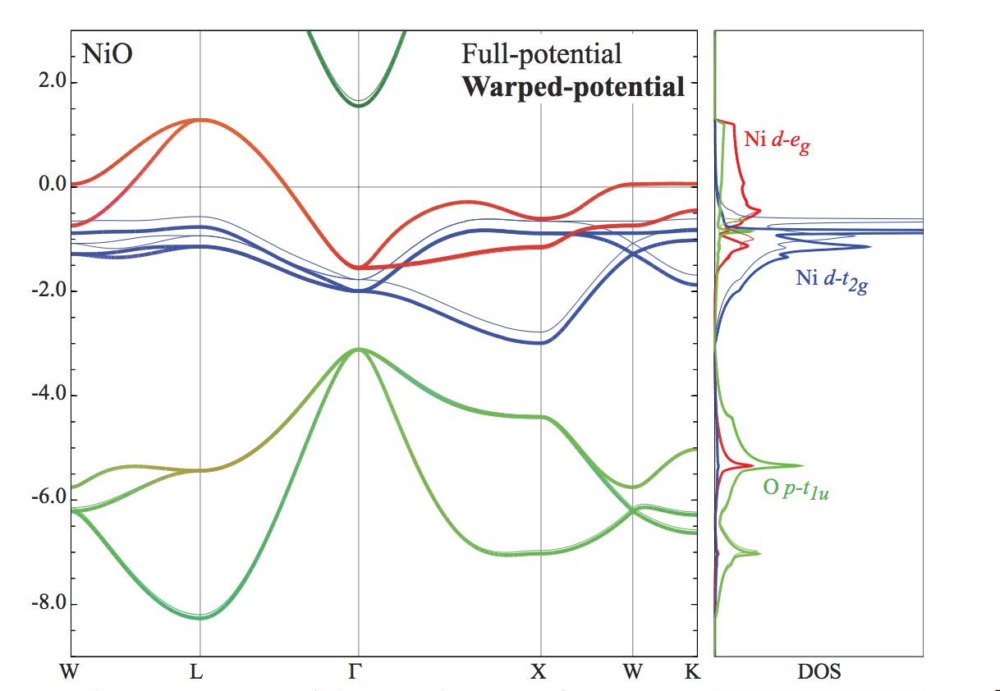 NiO
Full-potential
Warped-potential
2.0
0.0
-2.0
-4.0
-6.0
-8.0
W L Γ X W K
Ni d-eg
Ni d-t2g
O p-t1u
DOS